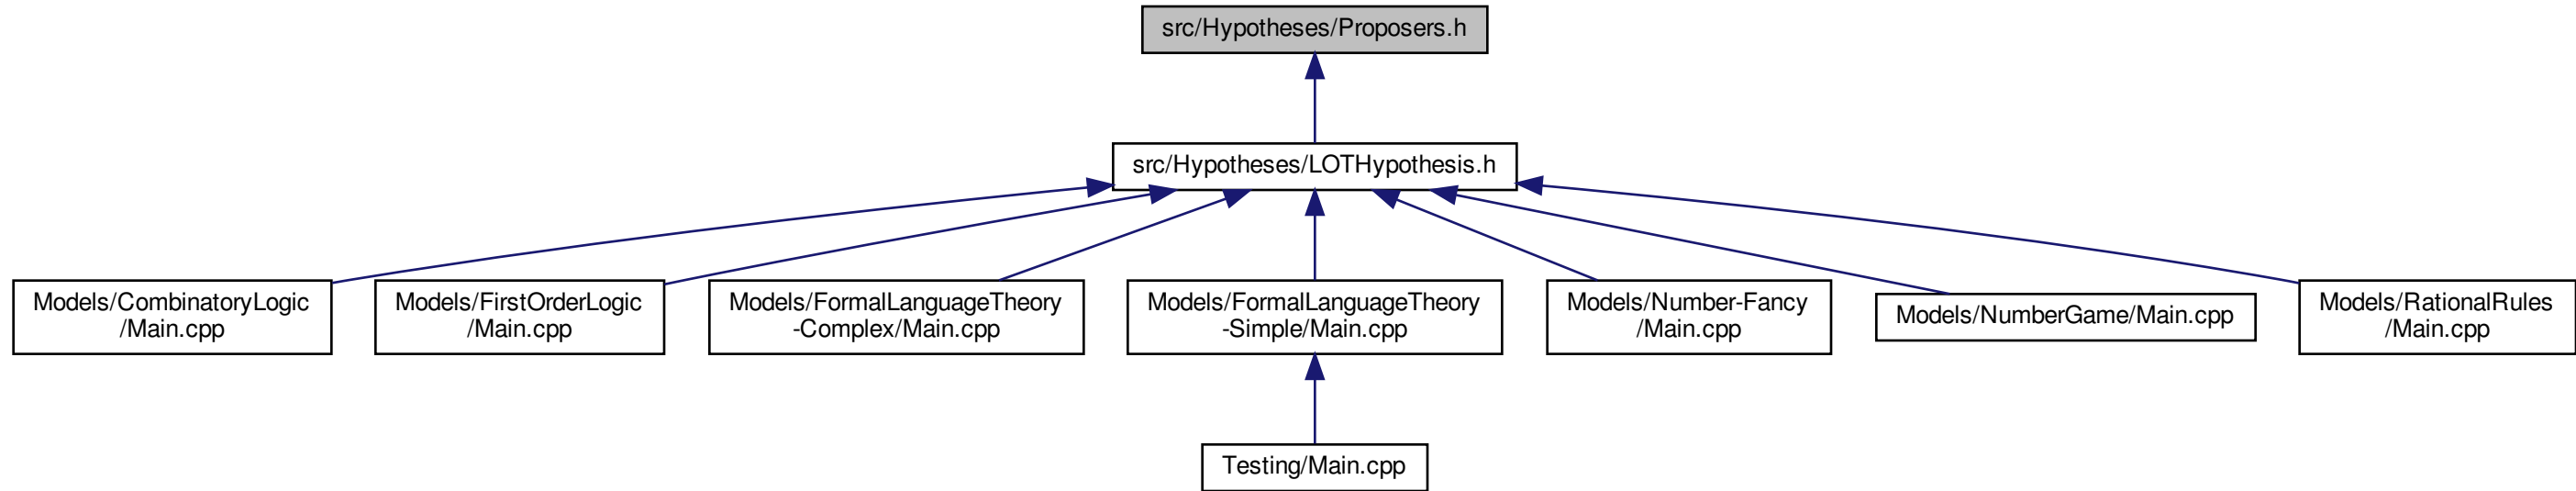 src/Hypotheses/Proposers.h
src/Hypotheses/LOTHypothesis.h
Models/CombinatoryLogic
/Main.cpp
Models/FirstOrderLogic
/Main.cpp
Models/FormalLanguageTheory
-Complex/Main.cpp
Models/FormalLanguageTheory
-Simple/Main.cpp
Models/Number-Fancy
/Main.cpp
Models/NumberGame/Main.cpp
Models/RationalRules
/Main.cpp
Testing/Main.cpp